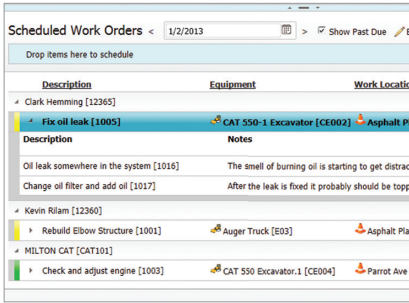 Scheduled Work Orders < 1/2/2013 > Show Past Due
Drop items here to schedule
Description Equipment Work Locatio
Clark Hemming [12365]
Fix oil leak [1005] CAT 550-1 Excavator [CE002] Asphalt Pl
Description Notes
Oil leak somewhere in the system [1016] The smell of burning oil is starting to get distrac
Change oil filter and add oil [1017] After the leak is fixed it probably should be topp
Kevin Rilam [12360]
Rebuild Elbow Structure [1001] Auger Truck [E03] Asphalt Pla
MILTON CAT [CAT101]
Check and adjust engine [1003] CAT 550 Excavator.1 [CE004] Parrot Ave